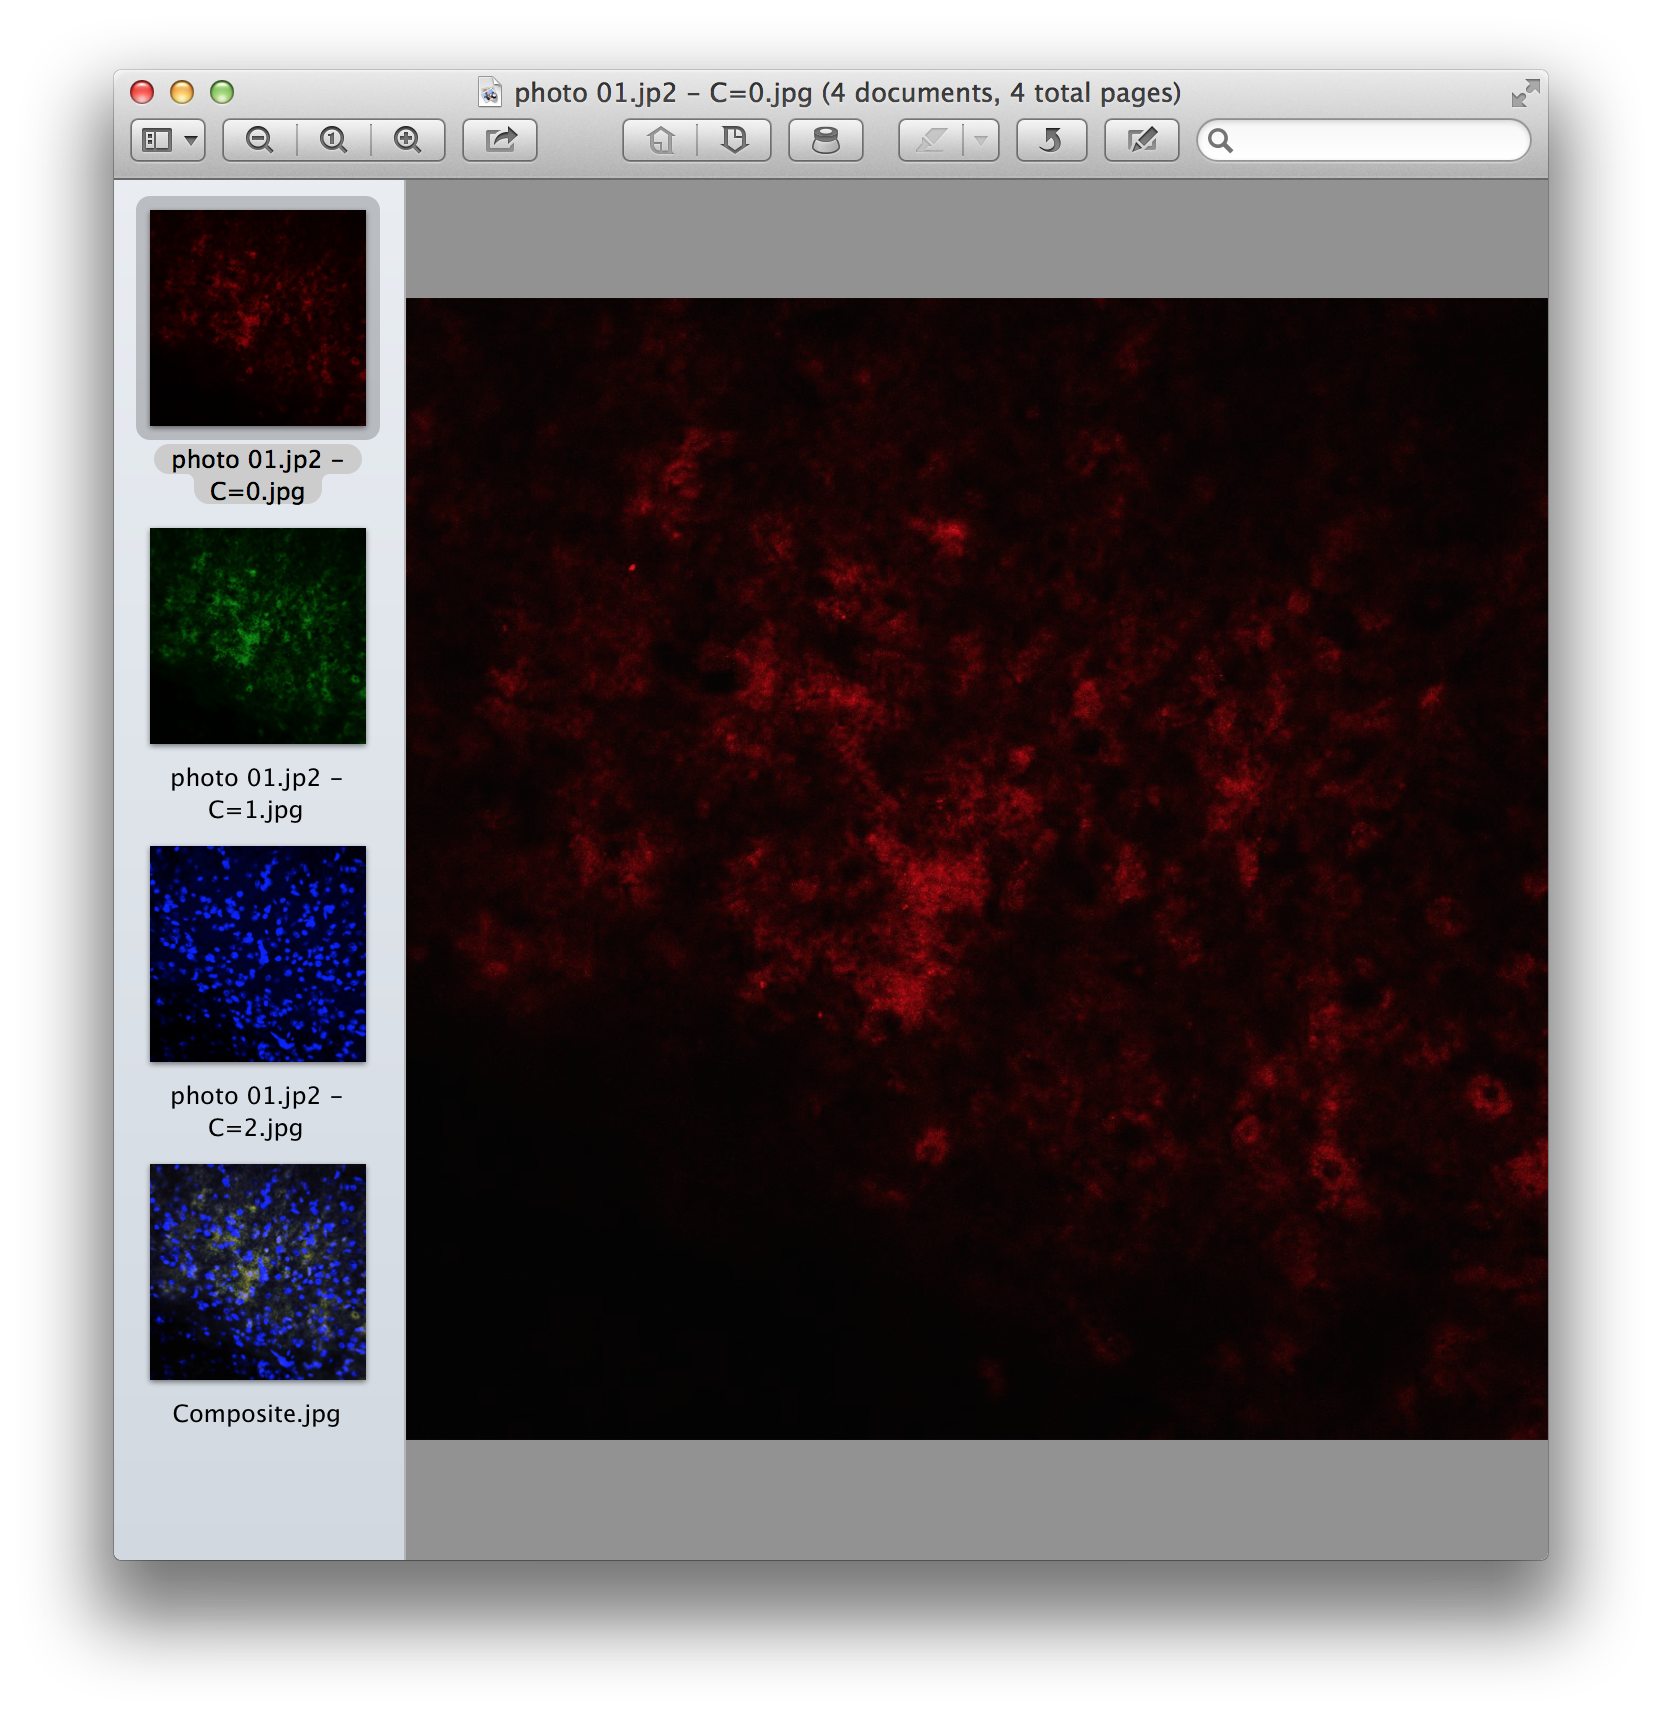 photo 01.jp2 – C=0.jpg (4 documents, 4 total pages)
1
photo 01.jp2 –
C=0.jpg
photo 01.jp2 –
C=1.jpg
photo 01.jp2 –
C=2.jpg
Composite.jpg